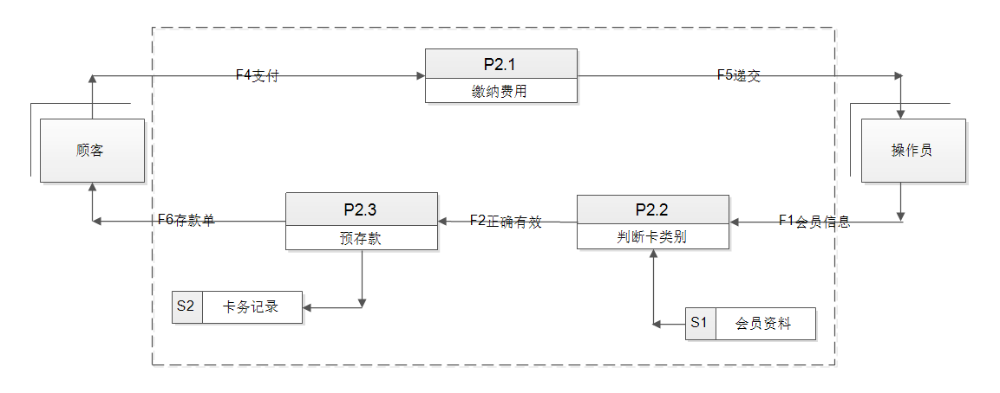 P2.1
F4支付
F5递交
缴纳费用
顾客
操作员
P2.3
P2.2
F6存款单
F2正确有效
F1会员信息
预存款
判断卡类别
S2
卡务记录
S1
会员资料